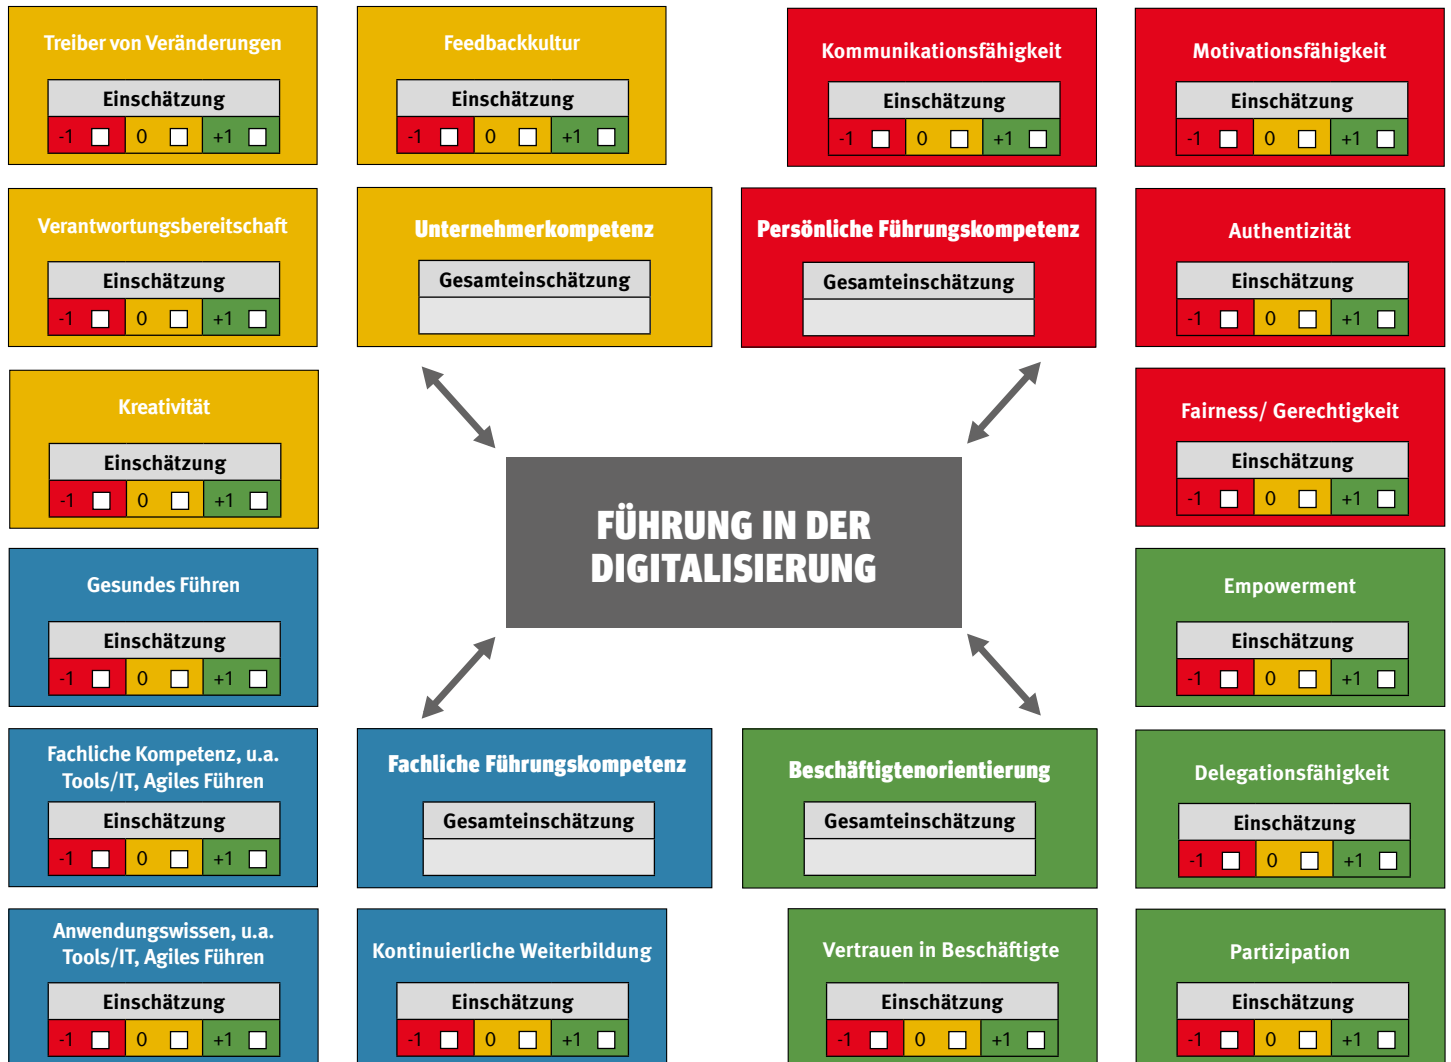 Treiber von Veränderungen
Einschätzung
-1 0 +1
Feedbackkultur
Einschätzung
-1 0 +1
Kommunikationsfähigkeit
Einschätzung
-1 0 +1
Motivationsfähigkeit
Einschätzung
-1 0 +1
Verantwortungsbereitschaft
Einschätzung
-1 0 +1
Unternehmerkompetenz
Gesamteinschätzung
Persönliche Führungskompetenz
Gesamteinschätzung
Authentizität
Einschätzung
-1 0 +1
Kreativität
Einschätzung
-1 0 +1
Fairness/ Gerechtigkeit
Einschätzung
-1 0 +1
FÜHRUNG IN DER
DIGITALISIERUNG
Gesundes Führen
Einschätzung
-1 0 +1
Empowerment
Einschätzung
-1 0 +1
Fachliche Kompetenz, u.a.
Tools/IT, Agiles Führen
Einschätzung
-1 0 +1
Fachliche Führungskompetenz
Gesamteinschätzung
Beschäftigtenorientierung
Gesamteinschätzung
Delegationsfähigkeit
Einschätzung
-1 0 +1
Anwendungswissen, u.a.
Tools/IT, Agiles Führen
Einschätzung
-1 0 +1
Kontinuierliche Weiterbildung
Einschätzung
-1 0 +1
Vertrauen in Beschäftigte
Einschätzung
-1 0 +1
Partizipation
Einschätzung
-1 0 +1